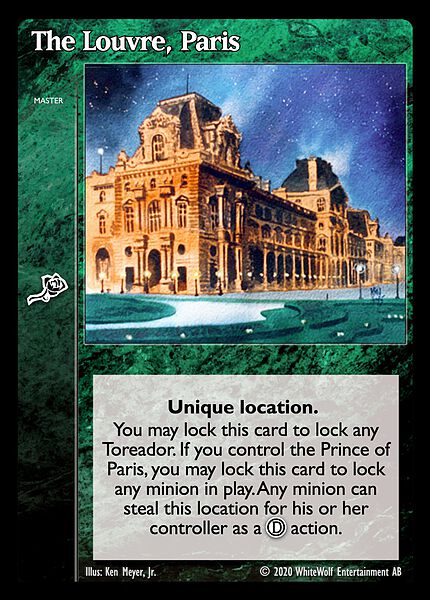 The Louvre, Paris
MASTER
Unique location.
You may lock this card to lock any
Toreador. If you control the Prince of
Paris, you may lock this card to lock
any minion in play. Any minion can
steal this location for his or her
controller as a Ⓓ action.
Illus: Ken Meyer, Jr.
© 2020 WhiteWolf Entertainment AB